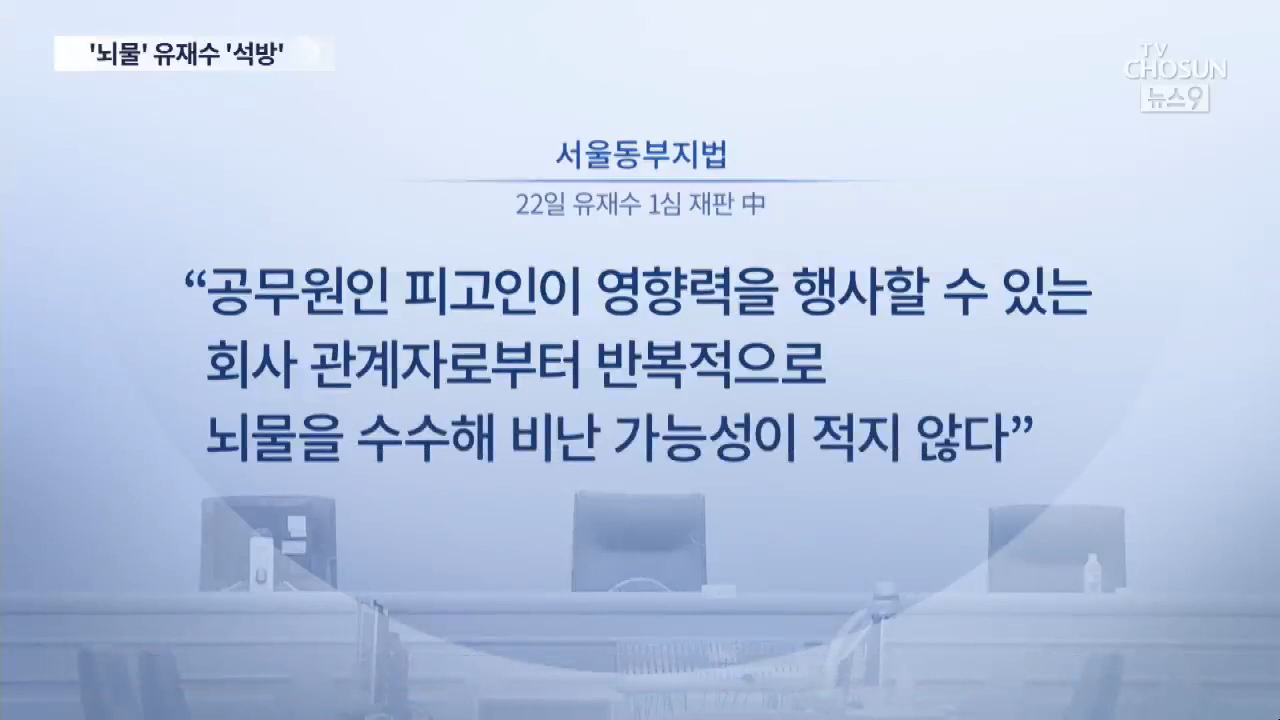 '뇌물' 유재수 '석방'
TV
CHOSUN
뉴스9
서울동부지법
22일 유재수 1심 재판 中
“공무원인 피고인이 영향력을 행사할 수 있는
회사 관계자로부터 반복적으로
뇌물을 수수해 비난 가능성이 적지 않다”